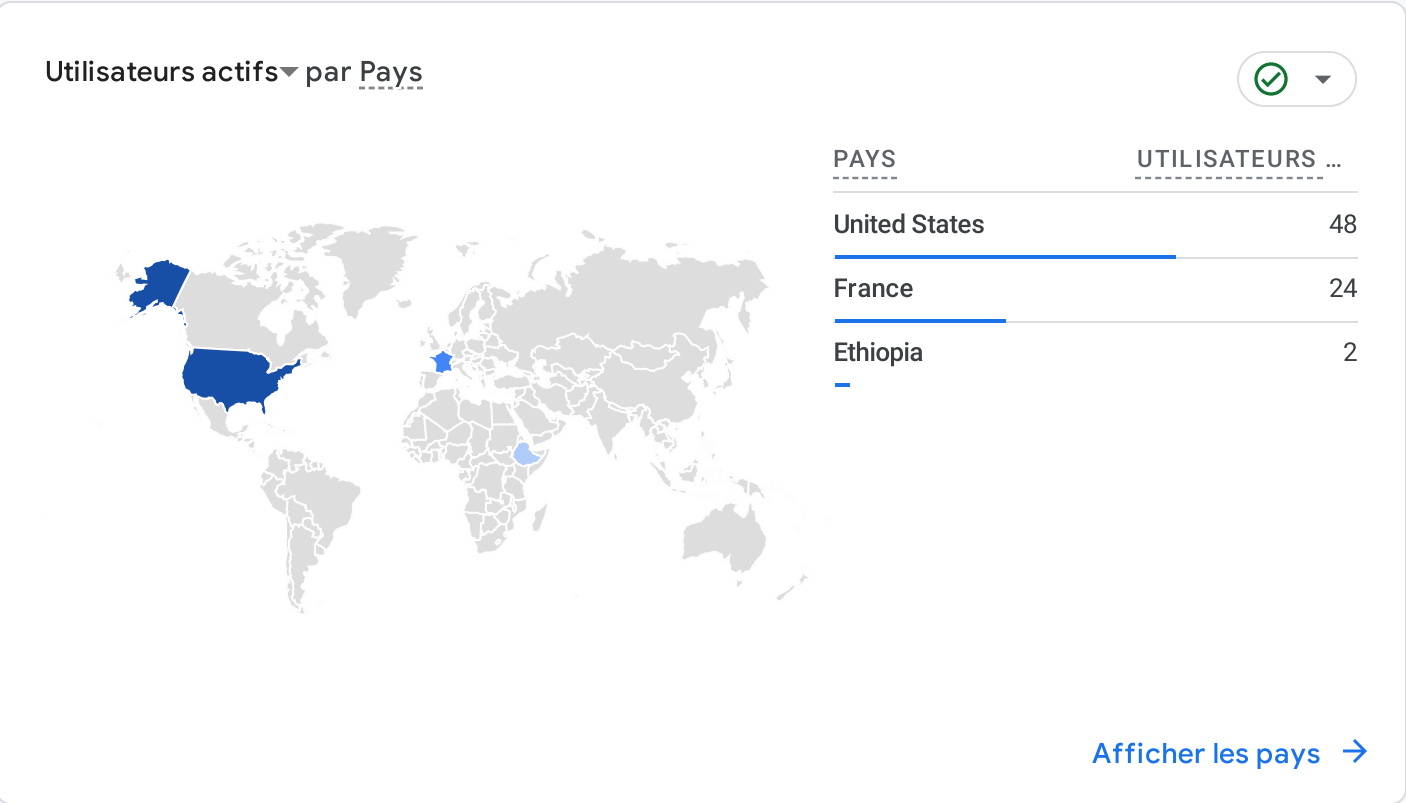 Utilisateurs actifs par Pays
PAYS UTILISATEURS ...
United States 48
France 24
Ethiopia 2
Afficher les pays